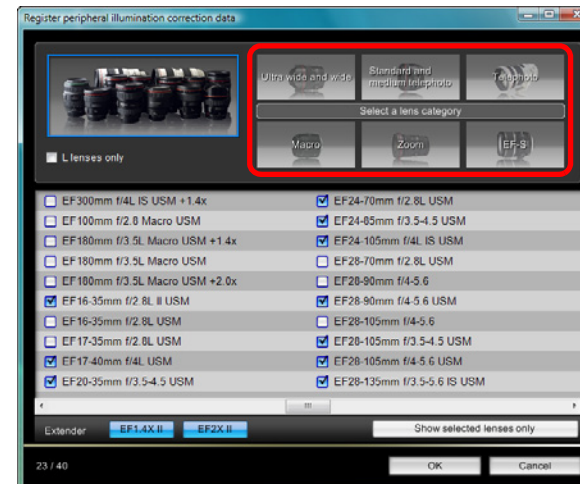 Register peripheral illumination correction data
Ultra wide and wide
Standard and
medium telephoto
Telephoto
Select a lens category
Macro
Zoom
EF-S
L lenses only
EF300mm f/4L IS USM +1.4x
EF24-70mm f/2.8L USM
EF100mm f/2.8 Macro USM
EF24-85mm f/3.5-4.5 USM
EF180mm f/3.5L Macro USM +1.4x
EF24-105mm f/4L IS USM
EF180mm f/3.5L Macro USM
EF28-70mm f/2.8L USM
EF180mm f/3.5L Macro USM +2.0x
EF28-90mm f/4-5.6
EF16-35mm f/2.8L II USM
EF28-90mm f/4-5.6 USM
EF16-35mm f/2.8L USM
EF28-105mm f/4-5.6
EF17-35mm f/2.8L USM
EF28-105mm f/3.5-4.5 USM
EF17-40mm f/4L USM
EF28-105mm f/4-5.6 USM
EF20-35mm f/3.5-4.5 USM
EF28-135mm f/3.5-5.6 IS USM
Extender
EF1.4X II
EF2X II
Show selected lenses only
23 / 40
OK
Cancel